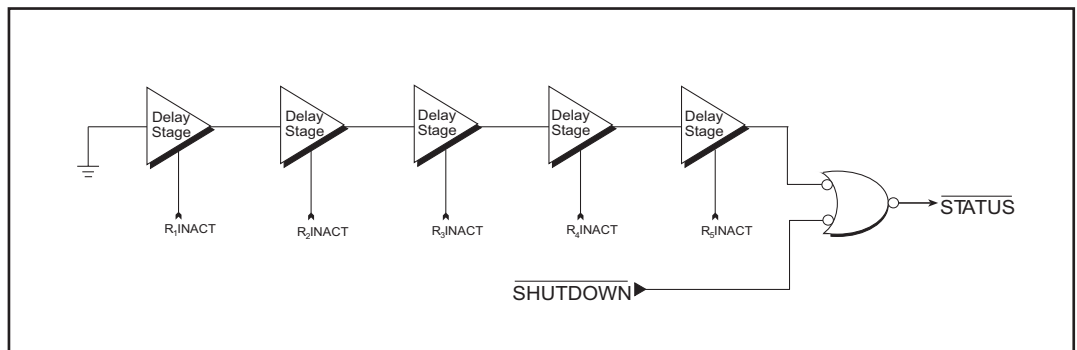 Delay
Stage
Delay
Stage
Delay
Stage
Delay
Stage
Delay
Stage
R₁INACT
R₂INACT
R₃INACT
R₄INACT
R₅INACT
SHUTDOWN
STATUS